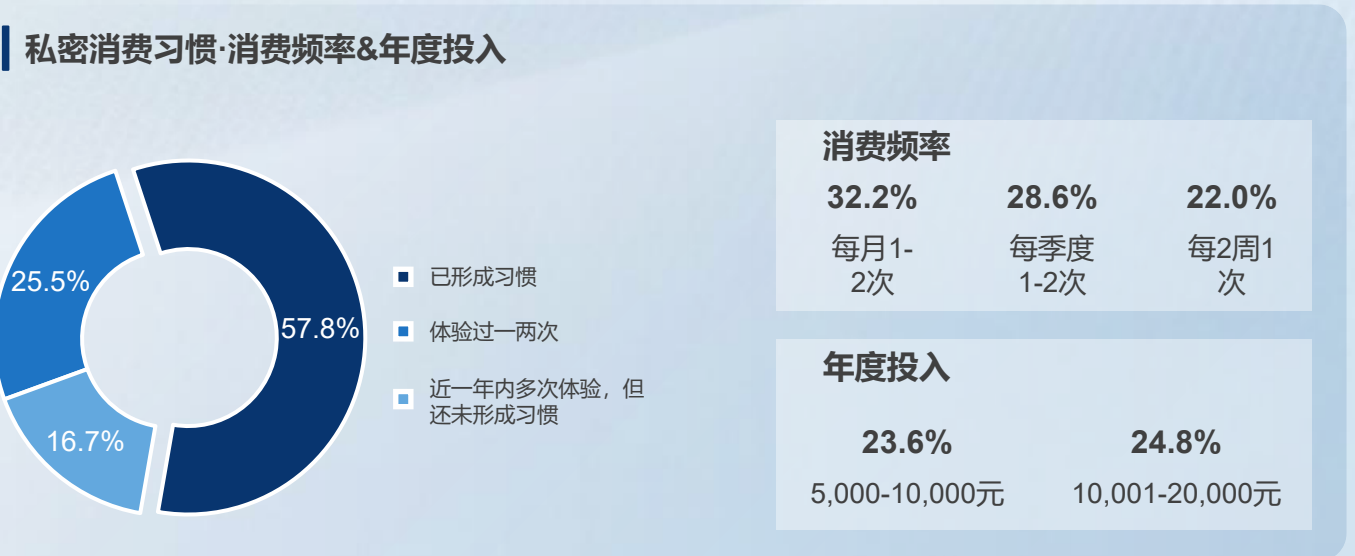 私密消费习惯·消费频率&年度投入
25.5%
57.8%
16.7%
已形成习惯
体验过一两次
近一年内多次体验，但
还未形成习惯
消费频率
32.2%
28.6%
22.0%
每月1-
2次
每季度
1-2次
每2周1
次
年度投入
23.6%
24.8%
5,000-10,000元
10,001-20,000元